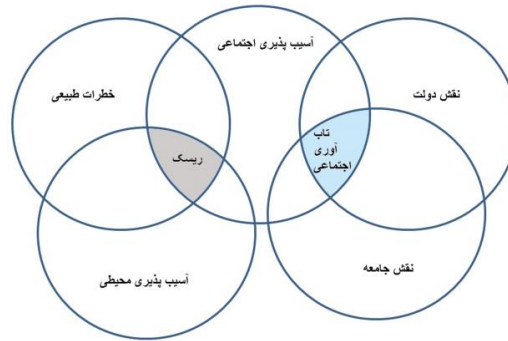 آسیب پذیری اجتماعی
نقش دولت
خطرات طبیعی
تاب
آوری
اجتماعی
ریسک
نقش جامعه
آسیب پذیری محیطی